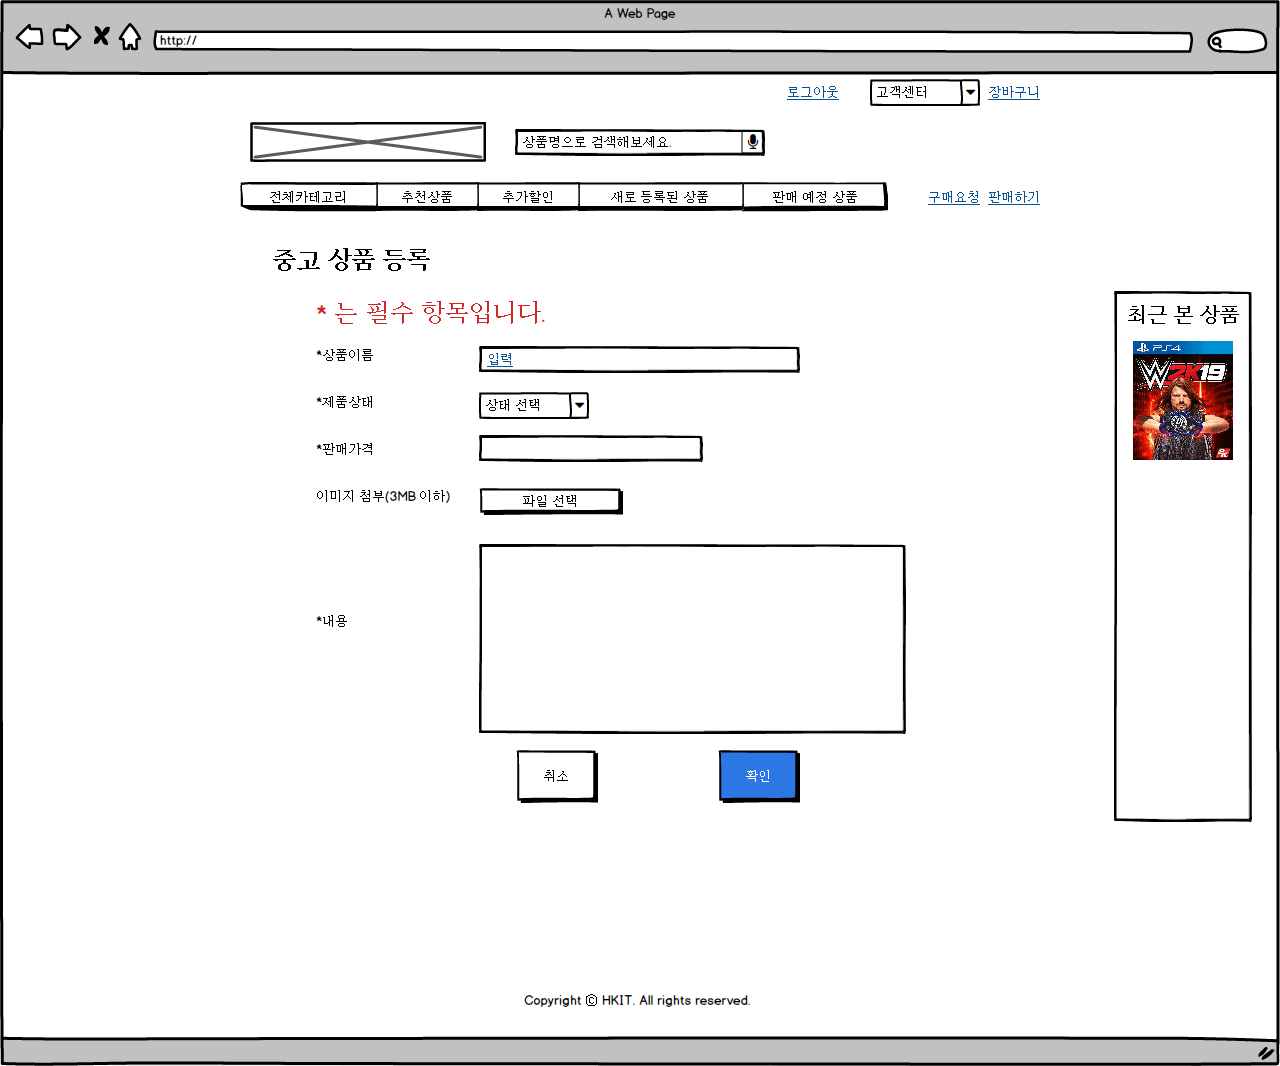 A Web Page
http://
로그아웃
고객센터
장바구니
상품명으로 검색해보세요.
전체카테고리
추천상품
추가할인
새로 등록된 상품
판매 예정 상품
구매요청
판매하기
중고 상품 등록
* 는 필수 항목입니다.
최근 본 상품
PS4
W2K19
2K
*상품이름
입력
*제품상태
상태 선택
*판매가격
이미지 첨부(3MB 이하)
파일 선택
*내용
취소
확인
Copyright © HKIT. All rights reserved.